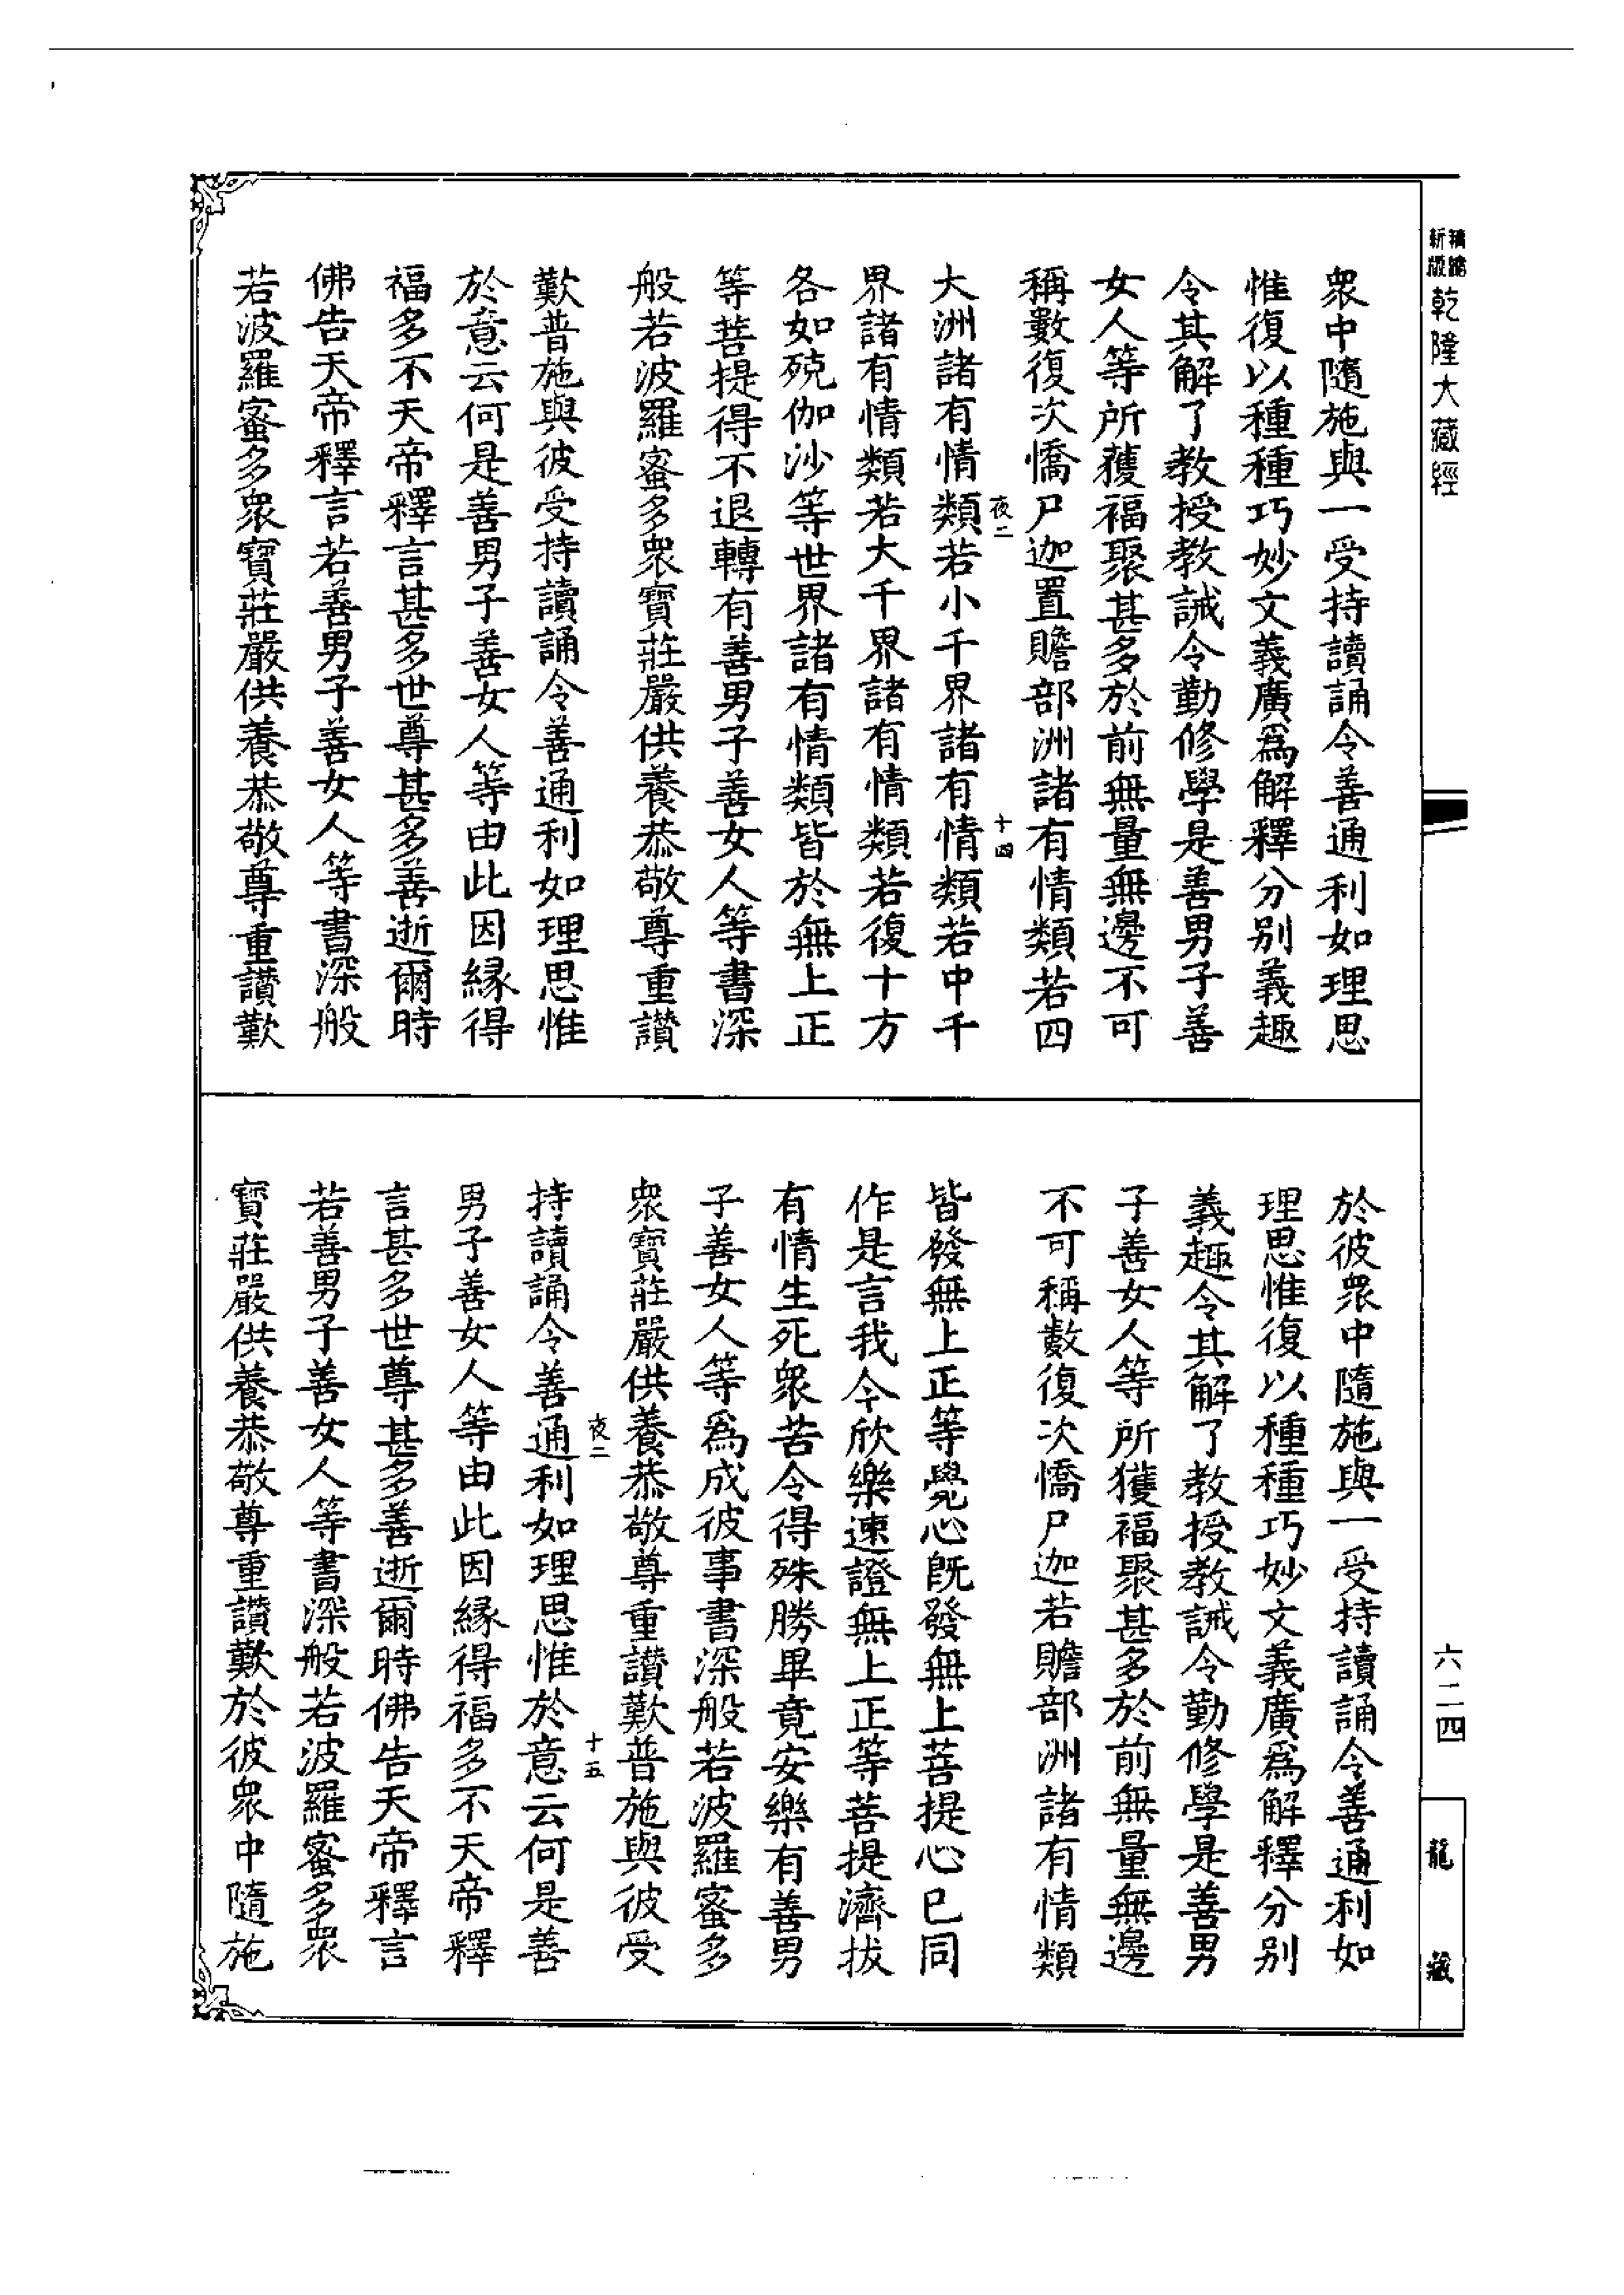 新版
精縮
乾隆大藏經
衆中隨施與一受持讀誦令善通利如理思
惟復以種種巧妙文義廣爲解釋分别義趣
令其解了教授教誡令勤修學是善男子善
女人等所穫福聚甚多於前無量無邊不可
稱數復次憍尸迦置贍部洲諸有情類若四
夜二
十四
大洲諸有情類若小千界諸有情類若中千
界諸有情類若大千界諸有情類若復十方
各如殑伽沙等世界諸有情類皆於無上正
等菩提得不退轉有善男子善女人等書深
般若波羅蜜多衆寶莊嚴供養恭敬尊重讃
歎普施與彼受持讀誦令善通利如理思惟
於意云何是善男子善女人等由此因緣得
福多不天帝釋言甚多世尊甚多善逝爾時
佛告天帝釋言若善男子善女人等書深般
若波羅蜜多衆寶莊嚴供養恭敬尊重讃歎
於彼衆中隨施與一受持讀誦令善通利如
理思惟復以種種巧妙文義廣爲解釋分别
義趣令其解了教授教誡令勤修學是善男
子善女人等所獲福聚甚多於前無量無邊
不可稱數復次憍尸迦若贍部洲諸有情類
皆發無上正等覺心既發無上菩提心已同
作是言我今欣樂速證無上正等菩提濟拔
有情生死衆苦令得殊勝畢竟安樂有善男
子善女人等爲成彼事書深般若波羅蜜多
衆寶莊嚴供養恭敬尊重讃歎普施與彼受
夜二
十五
持讀誦令善通利如理思惟於意云何是善
男子善女人等由此因緣得福多不天帝釋
言甚多世尊甚多善逝爾時佛告天帝釋言
若善男子善女人等書深般若波羅蜜多衆
寶莊嚴供養恭敬尊重讃歎於彼衆中隨施
六二四
龍藏